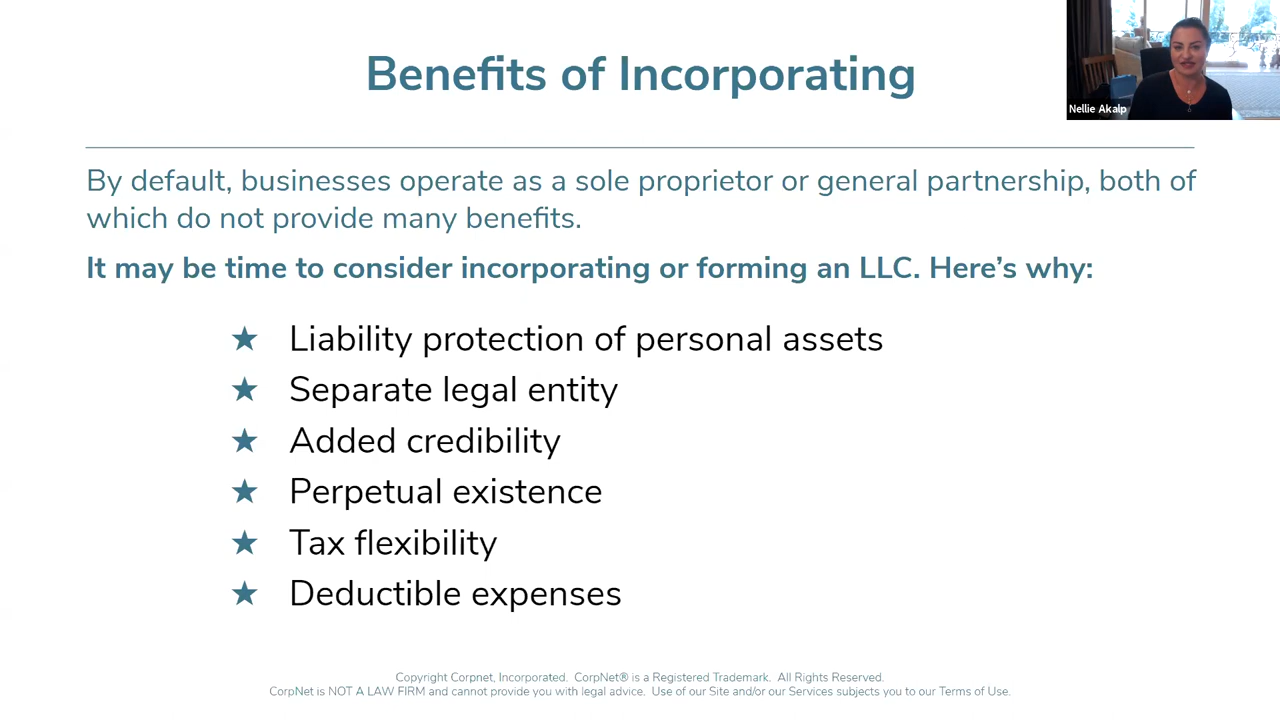 Benefits of Incorporating
Nellie Akalp
By default, businesses operate as a sole proprietor or general partnership, both of
which do not provide many benefits.
It may be time to consider incorporating or forming an LLC. Here’s why:
★ Liability protection of personal assets
★ Separate legal entity
★ Added credibility
★ Perpetual existence
★ Tax flexibility
★ Deductible expenses
Copyright Corpnet, Incorporated. CorpNet® is a Registered Trademark. All Rights Reserved.
CorpNet is NOT A LAW FIRM and cannot provide you with legal advice. Use of our Site and/or our Services subjects you to our Terms of Use.